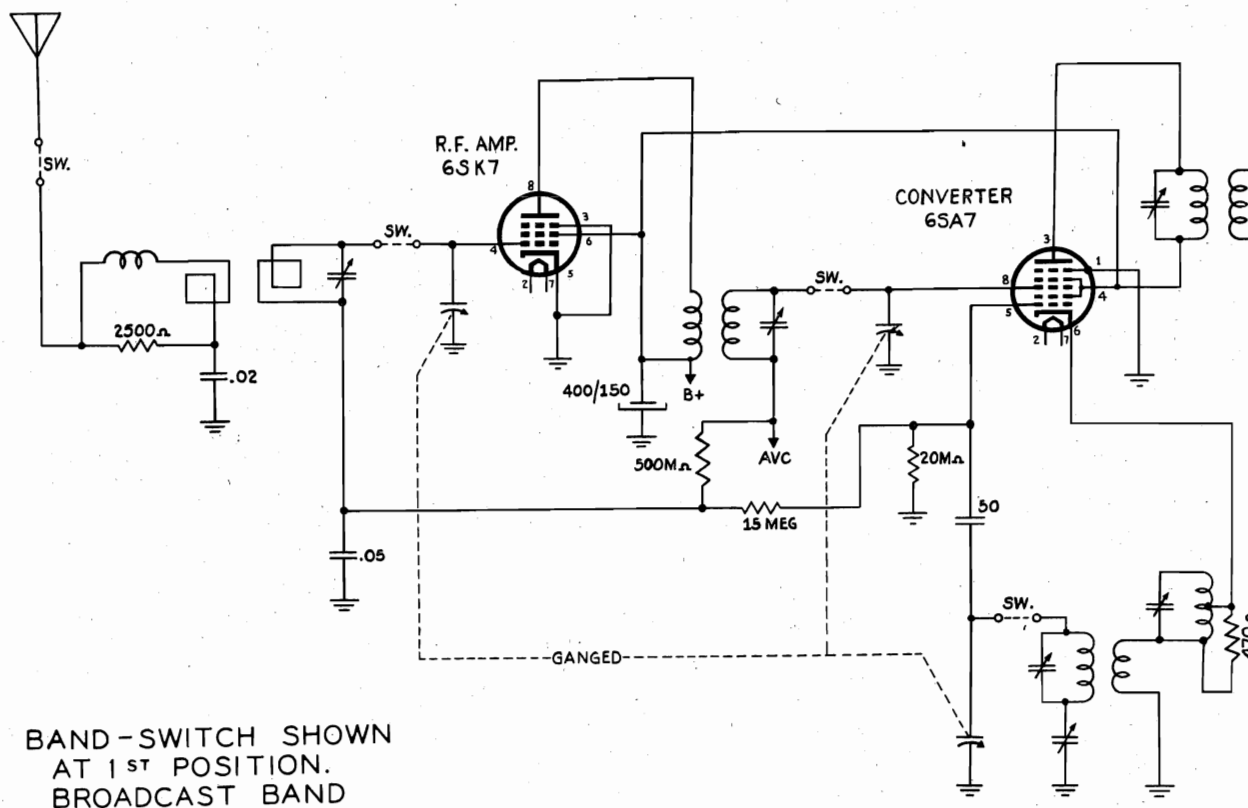 SW.
R.F. AMP.
6SK7
8
3
6
4
5
2
7
SW.
CONVERTER
6SA7
3
1
8
4
5
6
2
7
SW.
2500Ω
.02
400/150
B+
500MΩ
AVC
20MΩ
15 MEG
50
.05
SW.
GANGED
BAND-SWITCH SHOWN
AT 1ST POSITION.
BROADCAST BAND